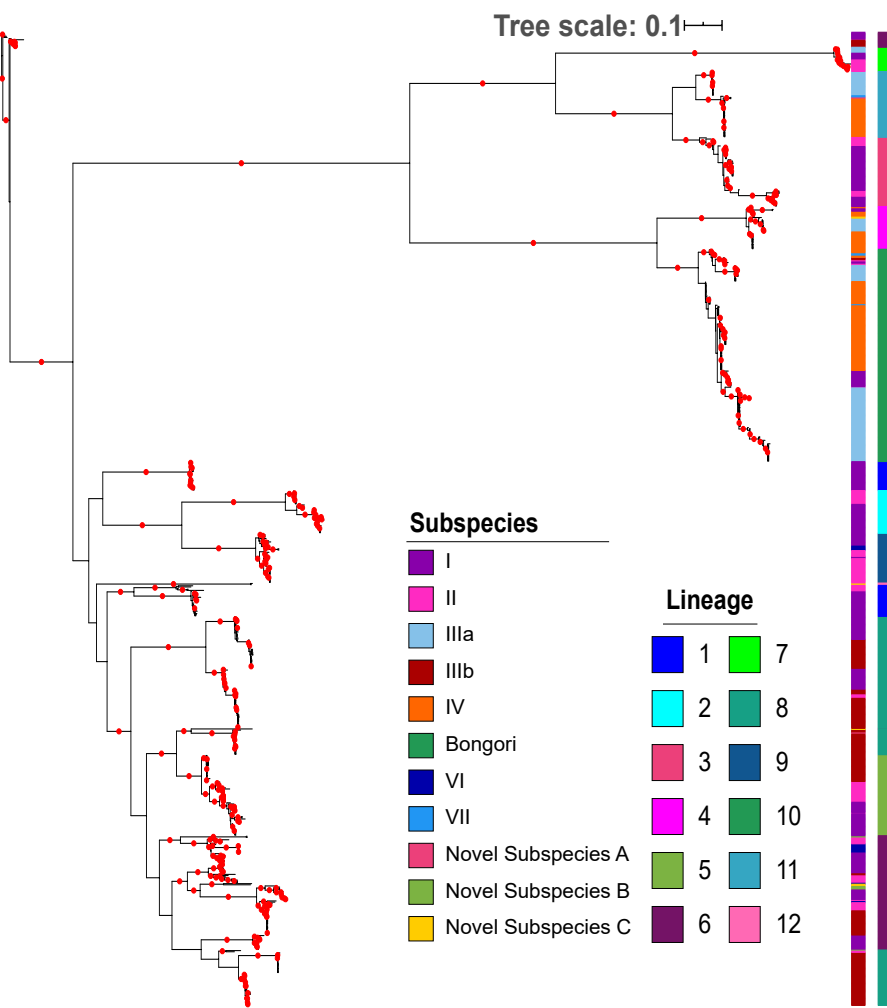 Tree scale: 0.1
Subspecies
I
II
IIIa
IIIb
IV
Bongori
VI
VII
Novel Subspecies A
Novel Subspecies B
Novel Subspecies C
Lineage
1 7
2 8
3 9
4 10
5 11
6 12